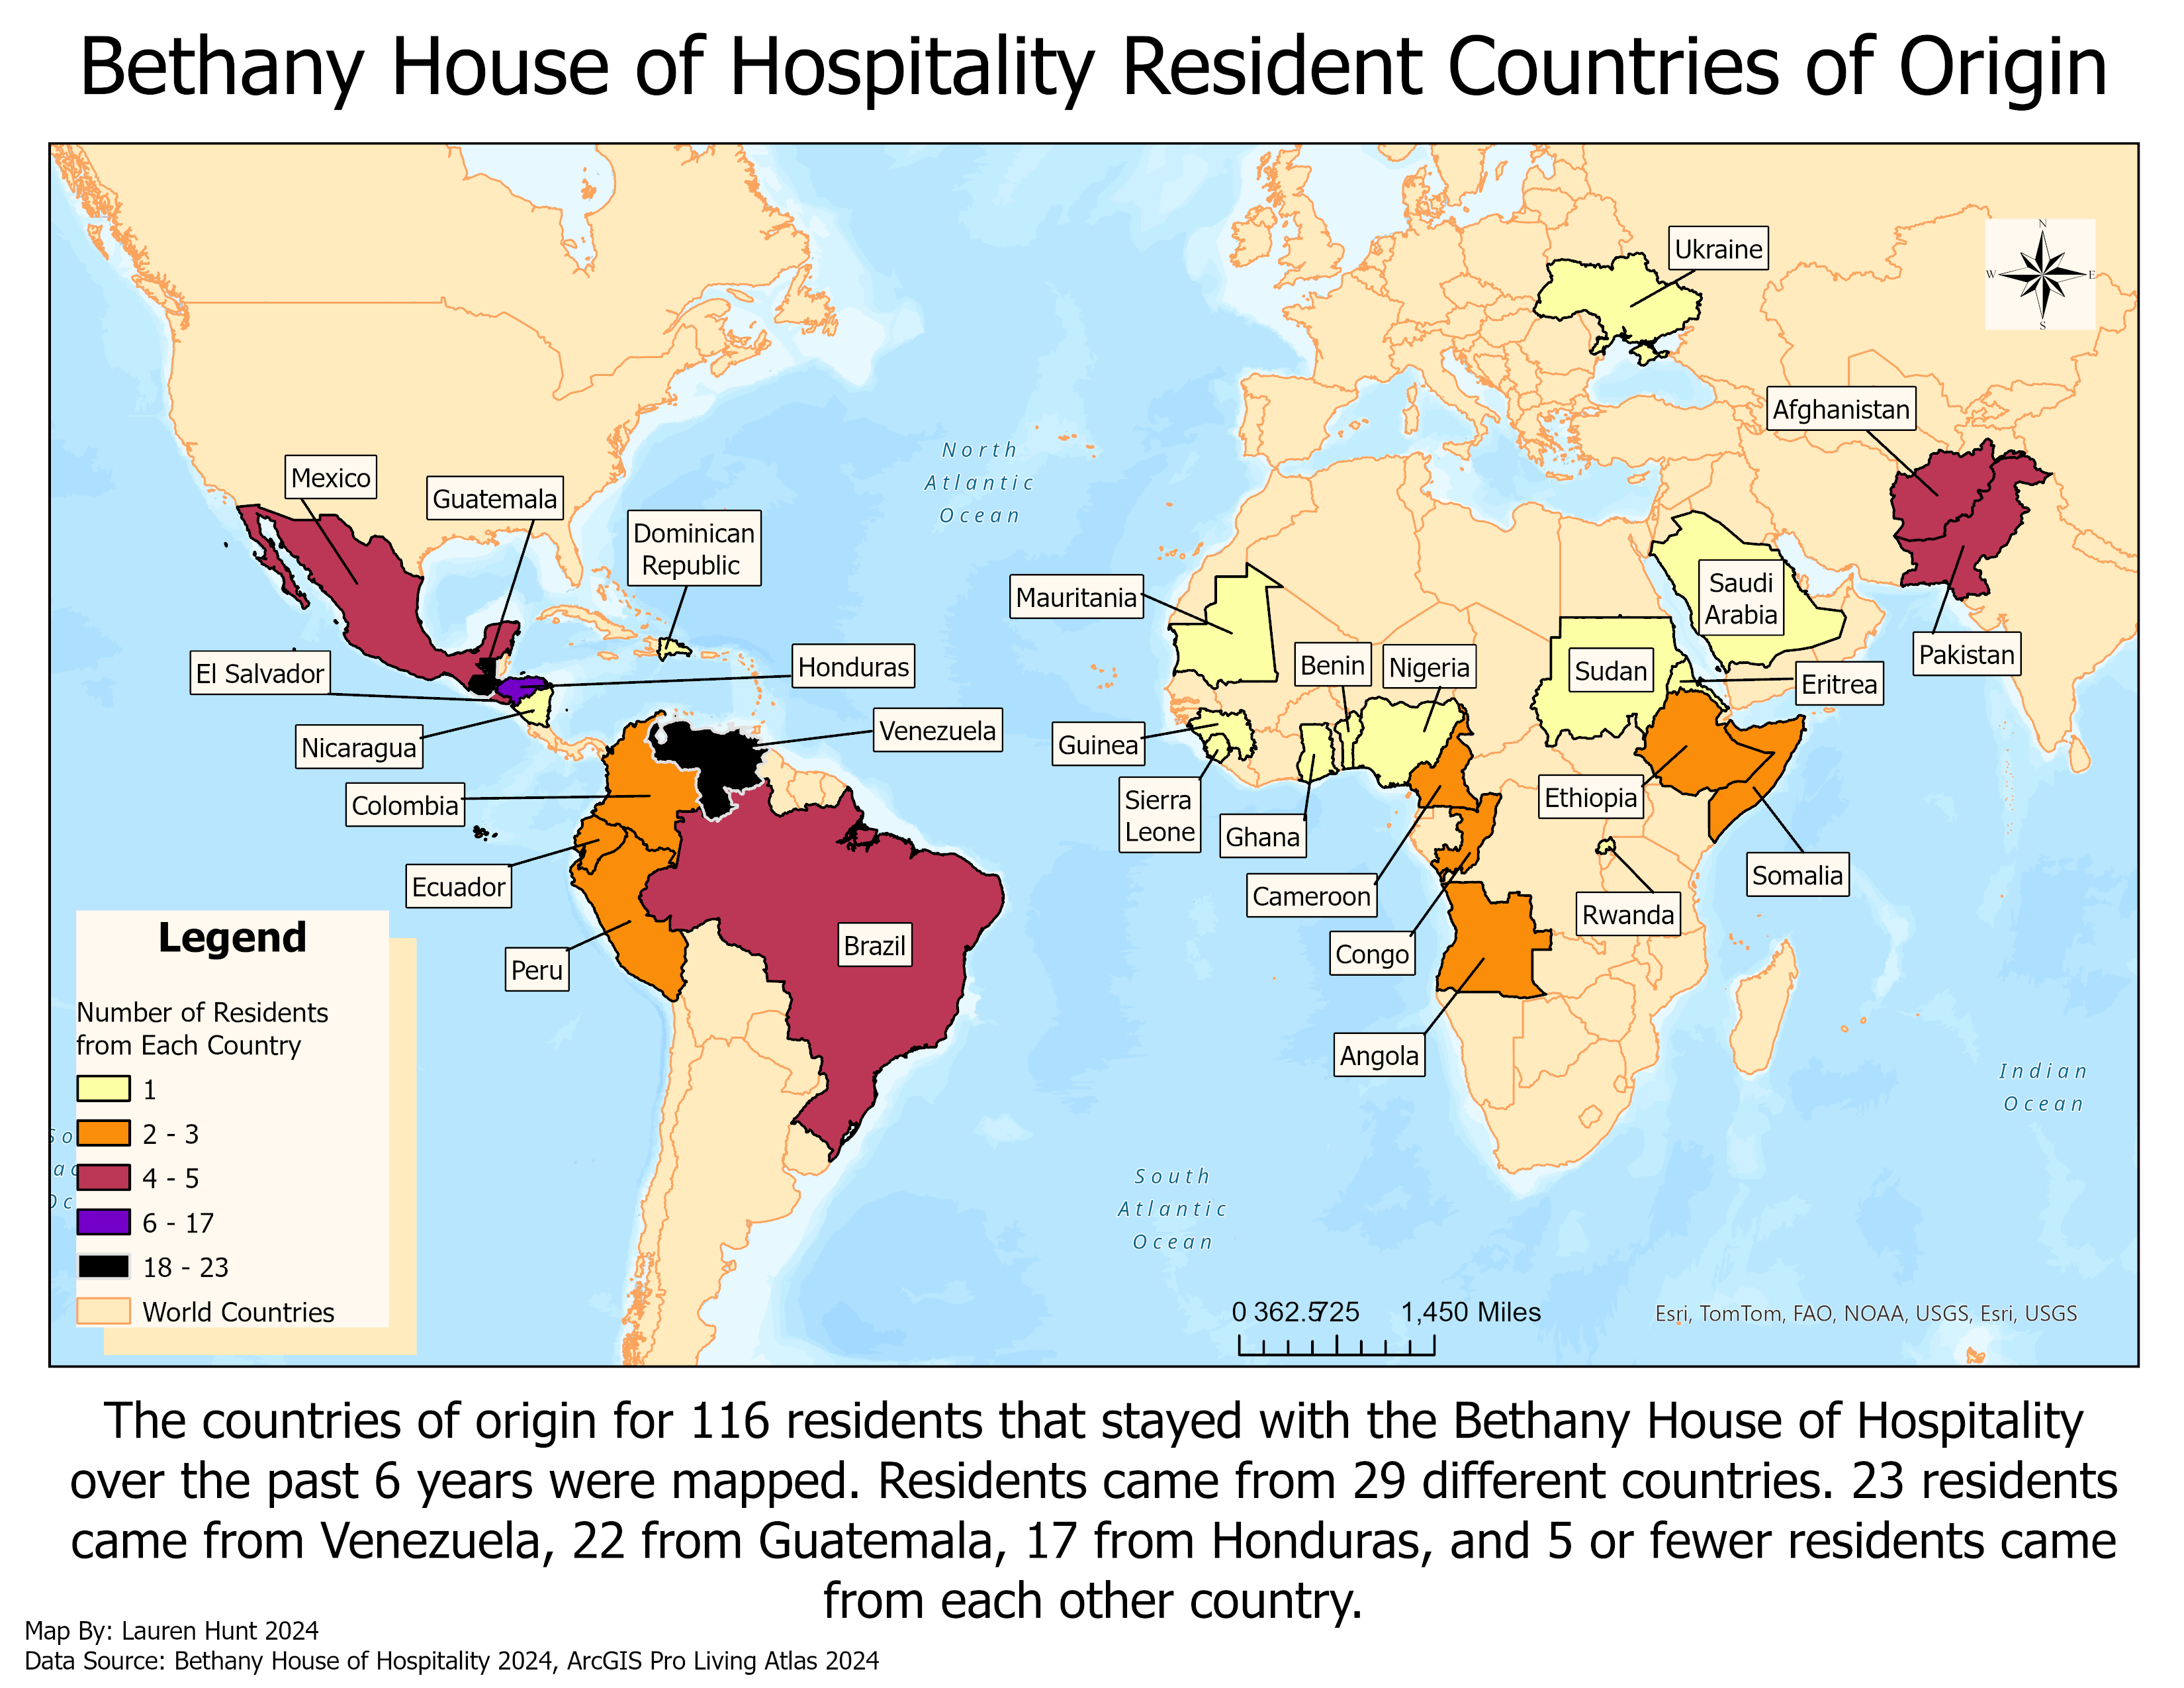 Bethany House of Hospitality Resident Countries of Origin
N
W
E
S
Ukraine
Afghanistan
North
Atlantic
Ocean
Mexico
Guatemala
Dominican
Republic
Mauritania
Saudi
Arabia
Pakistan
El Salvador
Honduras
Benin
Nigeria
Sudan
Eritrea
Nicaragua
Venezuela
Guinea
Colombia
Sierra
Leone
Ghana
Ethiopia
Ecuador
Cameroon
Somalia
Rwanda
Peru
Brazil
Congo
Angola
Indian
Ocean
South
Atlantic
Ocean
Legend
Number of Residents
from Each Country
1
2 - 3
4 - 5
6 - 17
18 - 23
World Countries
0 362.5 725 1,450 Miles
Esri, TomTom, FAO, NOAA, USGS, Esri, USGS
The countries of origin for 116 residents that stayed with the Bethany House of Hospitality
over the past 6 years were mapped. Residents came from 29 different countries. 23 residents
came from Venezuela, 22 from Guatemala, 17 from Honduras, and 5 or fewer residents came
from each other country.
Map By: Lauren Hunt 2024
Data Source: Bethany House of Hospitality 2024, ArcGIS Pro Living Atlas 2024